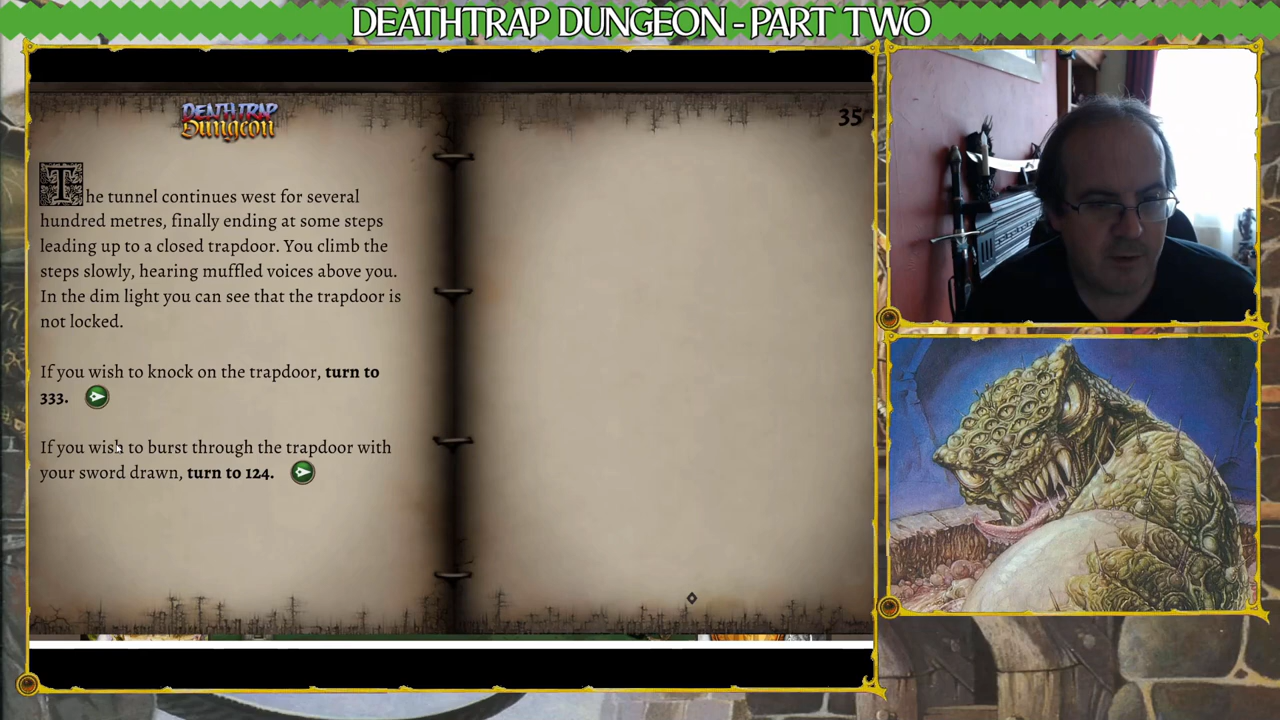 DEATHTRAP DUNGEON - PART TWO
DEATHTRAP
Dungeon
35
The tunnel continues west for several
hundred metres, finally ending at some steps
leading up to a closed trapdoor. You climb the
steps slowly, hearing muffled voices above you.
In the dim light you can see that the trapdoor is
not locked.
If you wish to knock on the trapdoor, turn to
333.
If you wish to burst through the trapdoor with
your sword drawn, turn to 124.